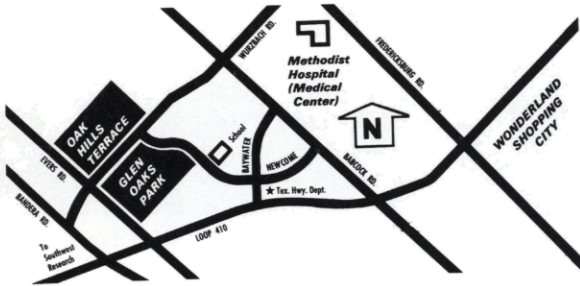 WURZBACH RD.
Methodist
Hospital
(Medical
Center)
FREDERICKSBURG RD.
WONDERLAND
SHOPPING
CITY
N
OAK
HILLS
TERRACE
School
BAYWATER
NEWCOME
BABCOCK RD.
EVERS RD.
GLEN
OAKS
PARK
★ Tex. Hwy. Dept.
BANDERA RD.
LOOP 410
To
Southwest
Research